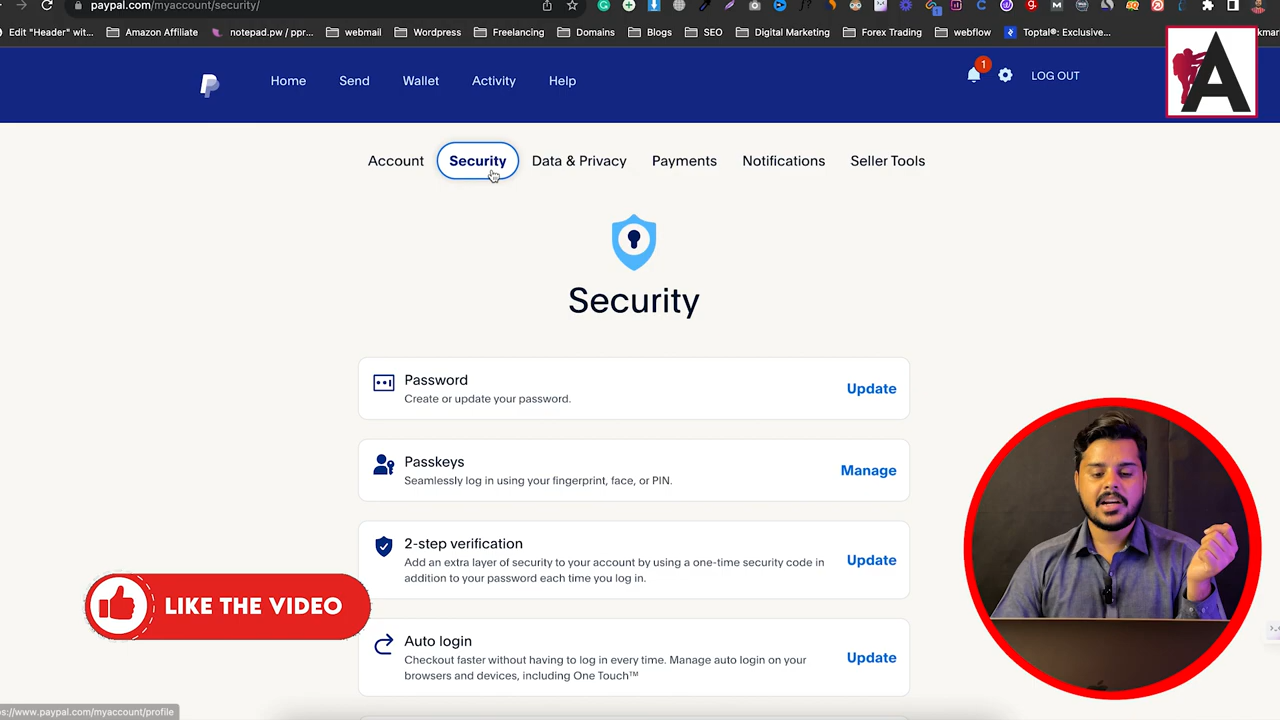 paypal.com/myaccount/security/
Edit "Header" wit... Amazon Affiliate notepad.pw / ppr... webmail Wordpress Freelancing Domains Blogs SEO Digital Marketing Forex Trading webflow Toptal®: Exclusive...
Home Send Wallet Activity Help 1 LOG OUT
A
Account Security Data & Privacy Payments Notifications Seller Tools
Security
Password
Create or update your password.
Update
Passkeys
Seamlessly log in using your fingerprint, face, or PIN.
Manage
2-step verification
Add an extra layer of security to your account by using a one-time security code in
addition to your password each time you log in.
Update
LIKE THE VIDEO
Auto login
Checkout faster without having to log in every time. Manage auto login on your
browsers and devices, including One Touch™
Update
ps://www.paypal.com/myaccount/profile